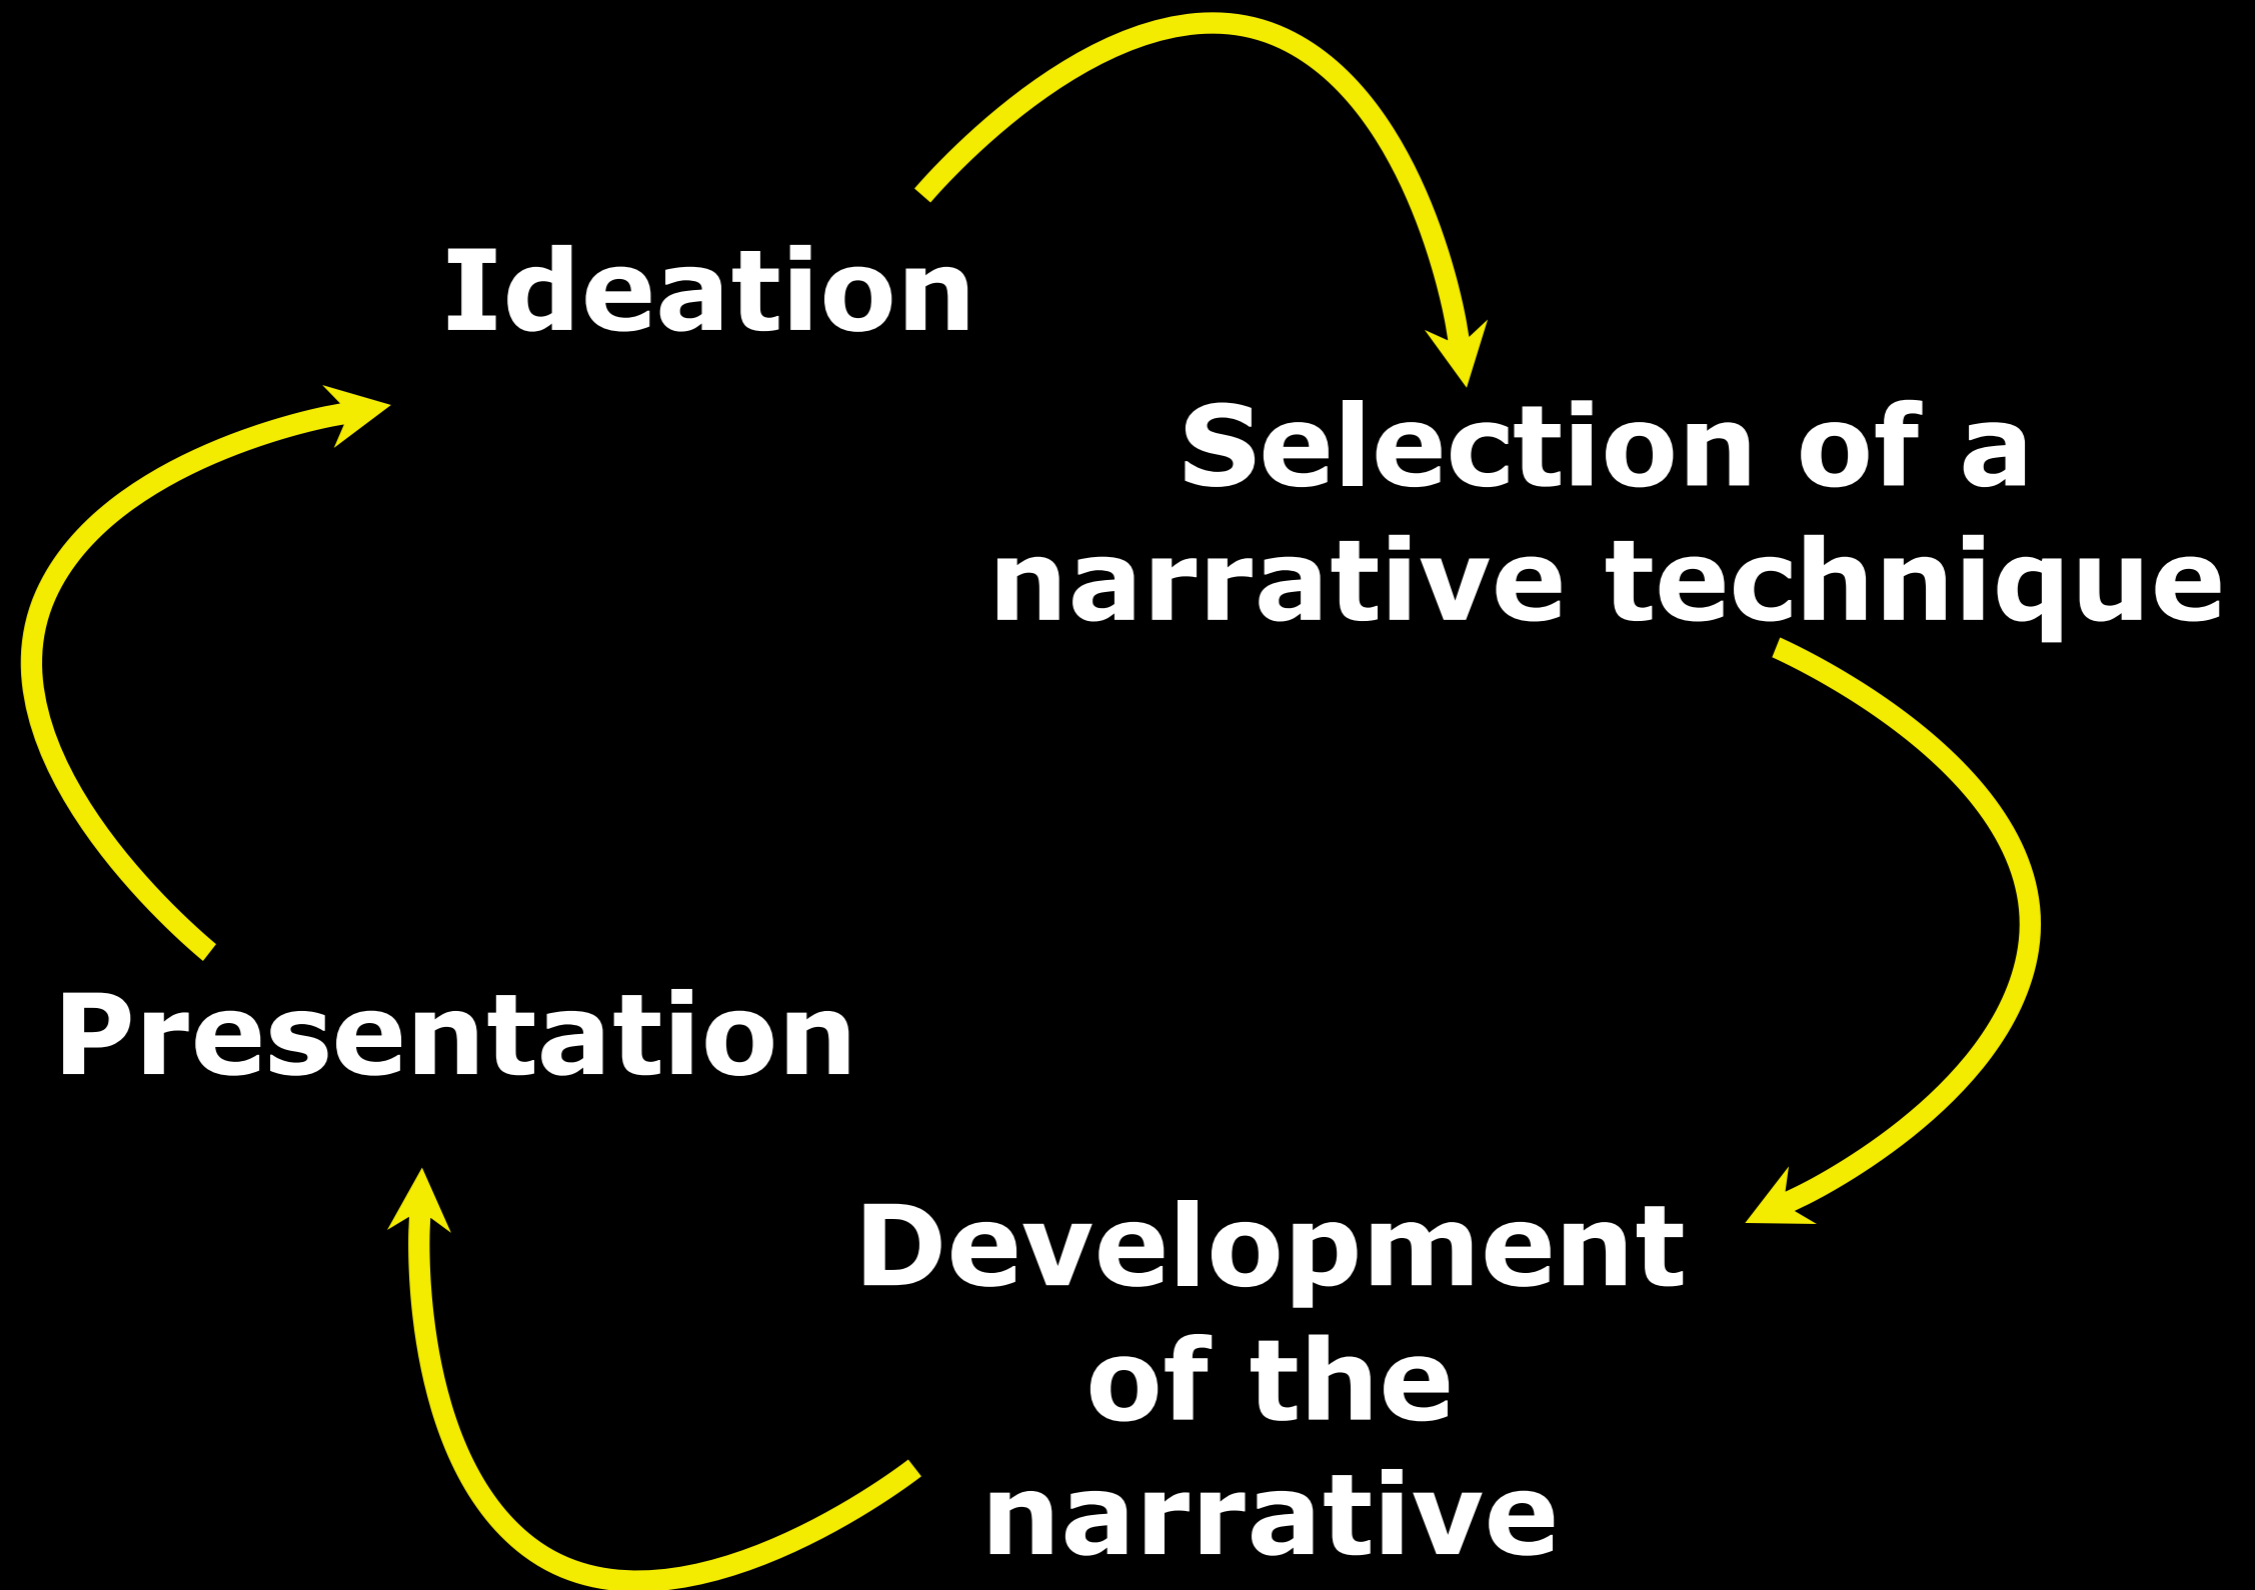 Ideation
Selection of a
narrative technique
Development
of the
narrative
Presentation